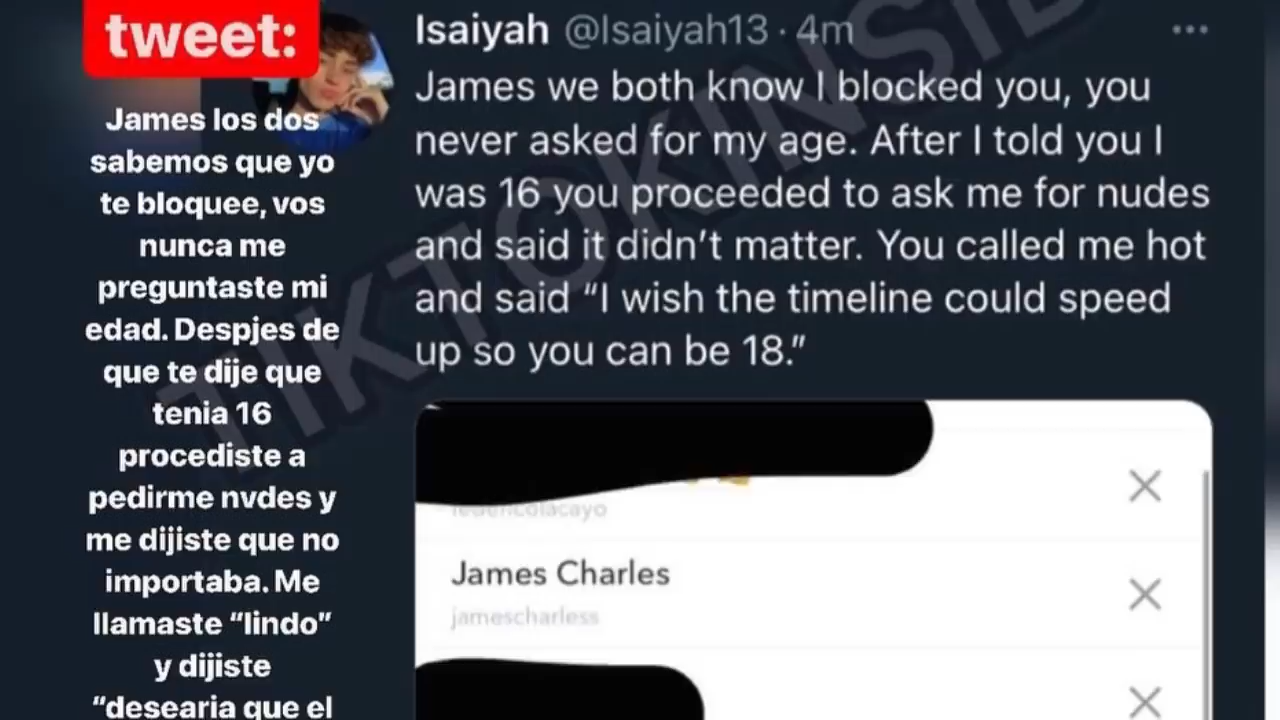 tweet:
James los dos
sabemos que yo
te bloquee, vos
nunca me
preguntaste mi
edad. Despjes de
que te dije que
tenia 16
procediste a
pedirme nvdes y
me dijiste que no
importaba. Me
llamaste "lindo"
y dijiste
"desearia que el
Isaiyah @Isaiyah13 · 4m
James we both know I blocked you, you
never asked for my age. After I told you I
was 16 you proceeded to ask me for nudes
and said it didn't matter. You called me hot
and said "I wish the timeline could speed
up so you can be 18."
federicolacayo
James Charles
jamescharless
TIKTOKINSID